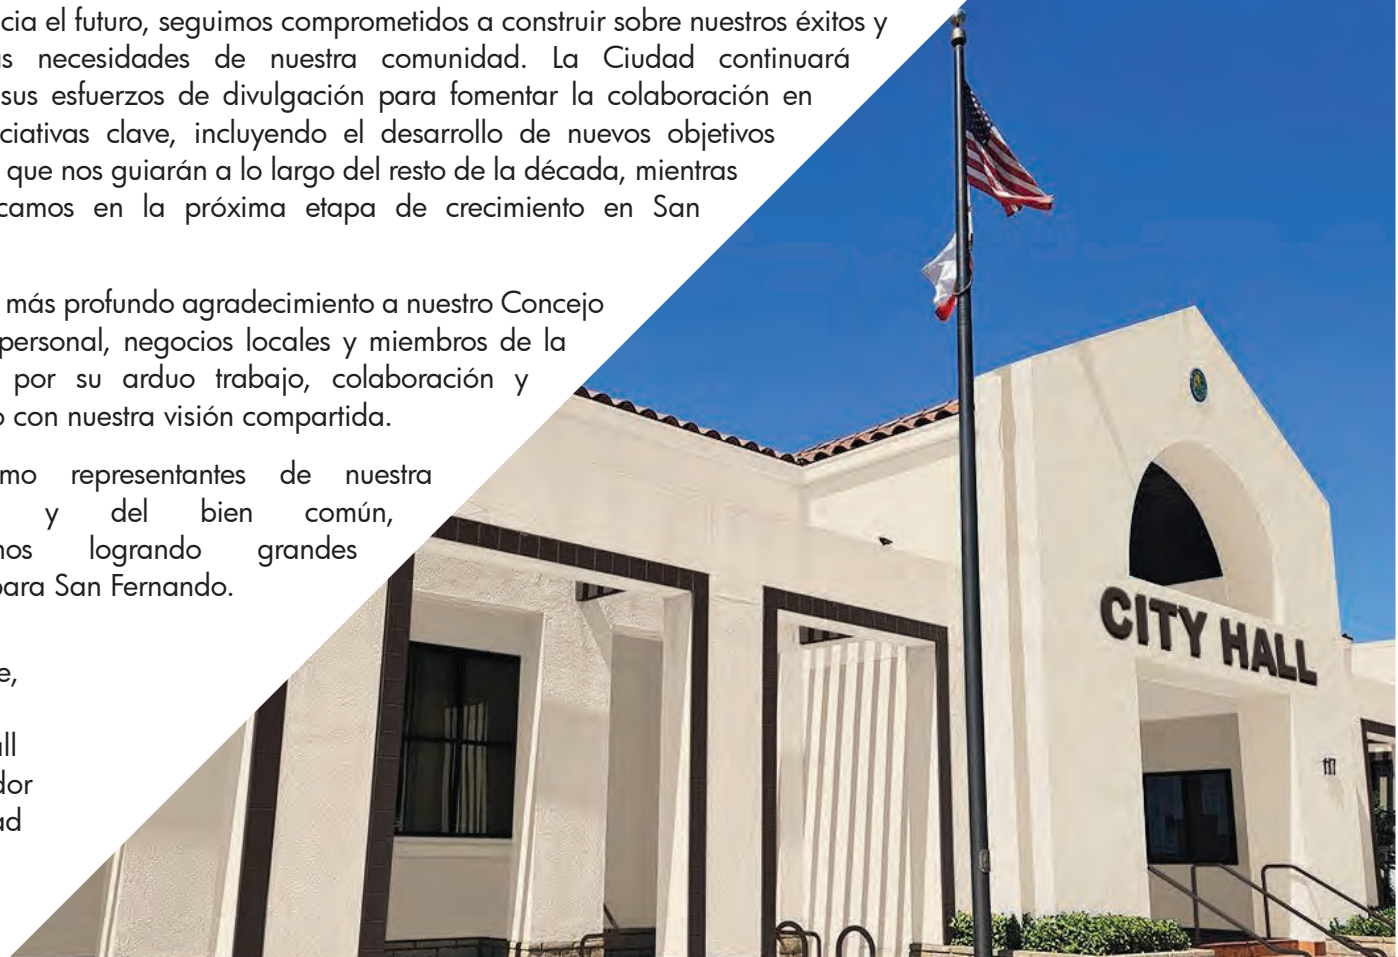 cia el futuro, seguimos comprometidos a construir sobre nuestros éxitos y
s necesidades de nuestra comunidad. La Ciudad continuará
sus esfuerzos de divulgación para fomentar la colaboración en
ciativas clave, incluyendo el desarrollo de nuevos objetivos
que nos guiarán a lo largo del resto de la década, mientras
camos en la próxima etapa de crecimiento en San
más profundo agradecimiento a nuestro Concejo
personal, negocios locales y miembros de la
por su arduo trabajo, colaboración y
o con nuestra visión compartida.
mo representantes de nuestra
y del bien común,
nos logrando grandes
para San Fernando.
e,
all
dor
ad
CITY HALL
117